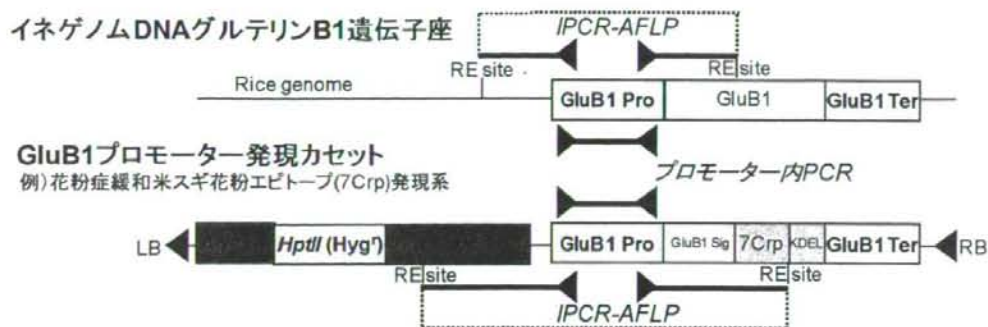 イネゲノムDNAグルテリンB1遺伝子座
IPCR-AFLP
RE site
RE site
Rice genome
GluB1 Pro
GluB1
GluB1 Ter
GluB1プロモーター発現カセット
例)花粉症緩和米スギ花粉エピトープ(7Crp)発現系
プロモーター内PCR
LB
HptII (Hygʳ)
GluB1 Pro
GluB1 Sig
7Crp
KDEL
GluB1 Ter
RB
RE site
RE site
IPCR-AFLP